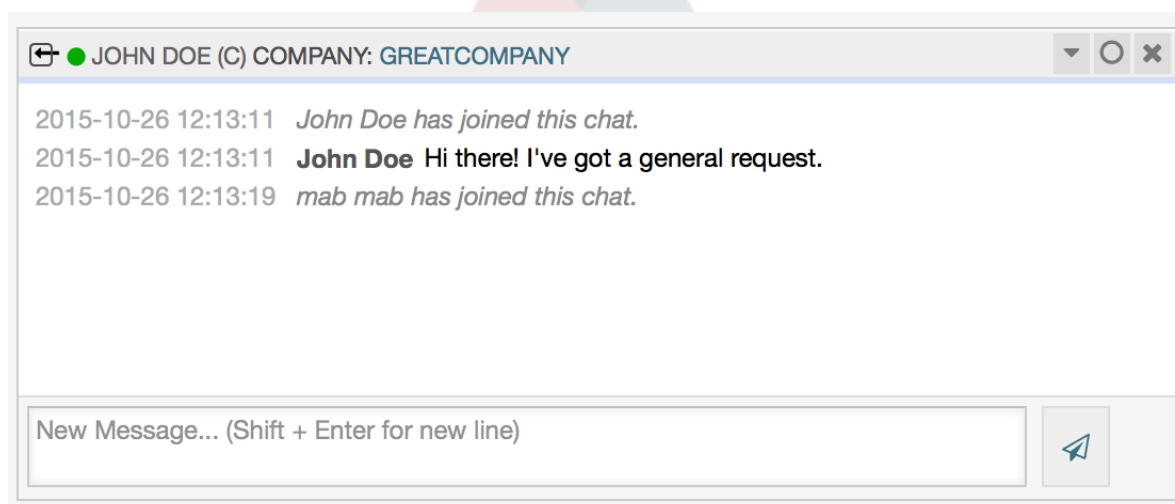 JOHN DOE (C) COMPANY: GREATCOMPANY
2015-10-26 12:13:11 John Doe has joined this chat.
2015-10-26 12:13:11 John Doe Hi there! I've got a general request.
2015-10-26 12:13:19 mab mab has joined this chat.
New Message... (Shift + Enter for new line)